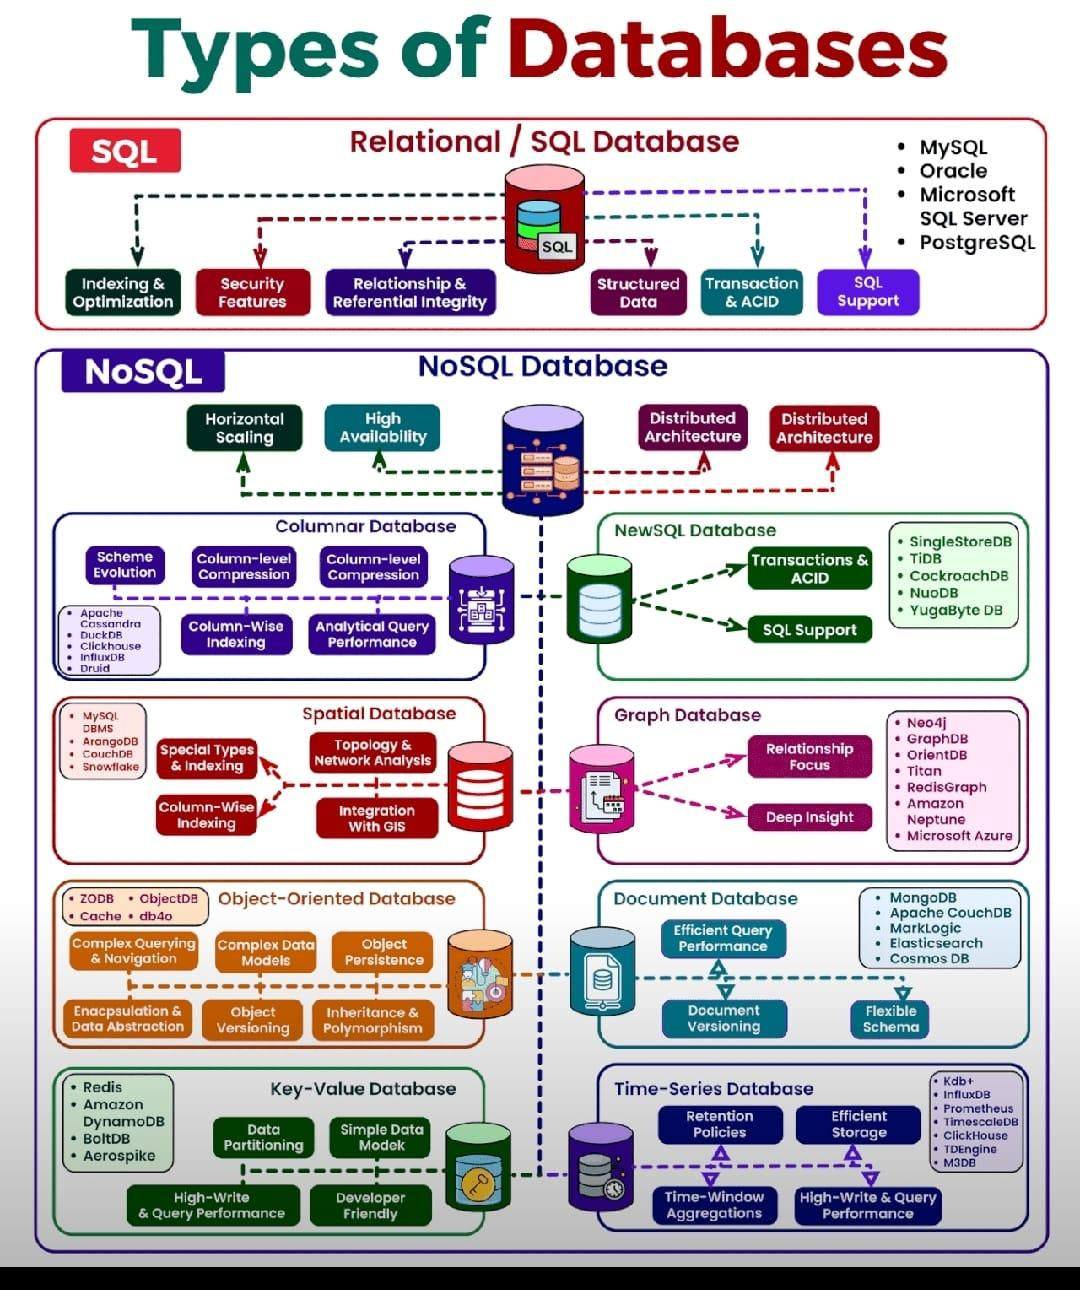 Types of Databases
SQL
Relational / SQL Database
• MySQL
• Oracle
• Microsoft
SQL Server
• PostgreSQL
SQL
Indexing &
Optimization
Security
Features
Relationship &
Referential Integrity
Structured
Data
Transaction
& ACID
SQL
Support
NoSQL
NoSQL Database
Horizontal
Scaling
High
Availability
Distributed
Architecture
Distributed
Architecture
Columnar Database
Scheme
Evolution
Column-level
Compression
Column-level
Compression
• Apache
Cassandra
• DuckDB
• Clickhouse
• InfluxDB
• Druid
Column-Wise
Indexing
Analytical Query
Performance
NewSQL Database
Transactions &
ACID
SQL Support
• SingleStoreDB
• TiDB
• CockroachDB
• NuoDB
• YugaByte DB
Spatial Database
• MySQL
DBMS
• ArangoDB
• CouchDB
• Snowflake
Special Types
& Indexing
Topology &
Network Analysis
Column-Wise
Indexing
Integration
With GIS
Graph Database
Relationship
Focus
Deep Insight
• Neo4j
• GraphDB
• OrientDB
• Titan
• RedisGraph
• Amazon
Neptune
• Microsoft Azure
Object-Oriented Database
• ZODB • ObjectDB
• Cache • db4o
Complex Querying
& Navigation
Complex Data
Models
Object
Persistence
Enacpsulation &
Data Abstraction
Object
Versioning
Inheritance &
Polymorphism
Document Database
Efficient Query
Performance
Document
Versioning
Flexible
Schema
• MongoDB
• Apache CouchDB
• MarkLogic
• Elasticsearch
• Cosmos DB
Key-Value Database
• Redis
• Amazon
DynamoDB
• BoltDB
• Aerospike
Data
Partitioning
Simple Data
Modek
High-Write
& Query Performance
Developer
Friendly
Time-Series Database
Retention
Policies
Efficient
Storage
Time-Window
Aggregations
High-Write & Query
Performance
• Kdb+
• InfluxDB
• Prometheus
• TimescaleDB
• ClickHouse
• TDEngine
• M3DB